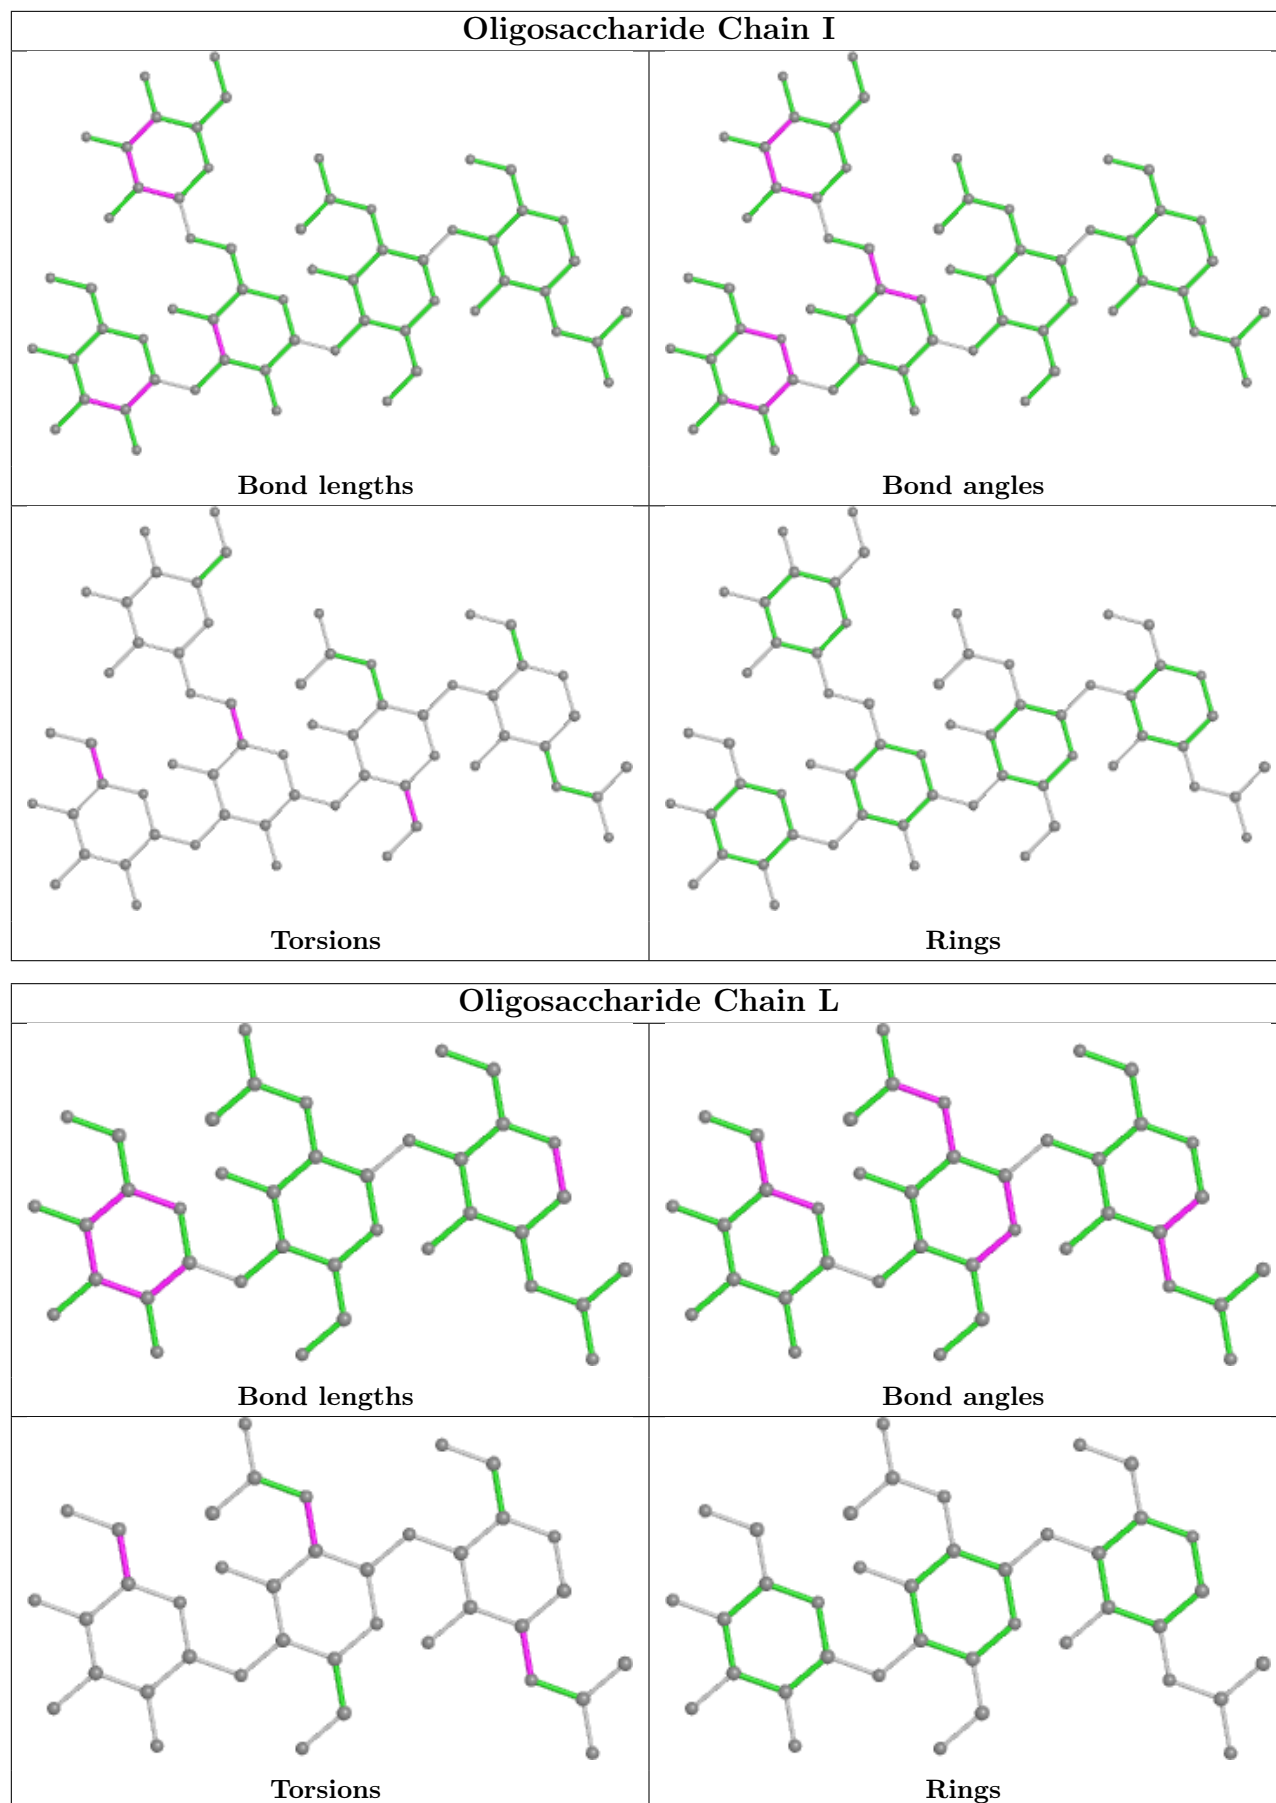 Oligosaccharide Chain I
Bond lengths
Bond angles
Torsions
Rings
Oligosaccharide Chain L
Bond lengths
Bond angles
Torsions
Rings